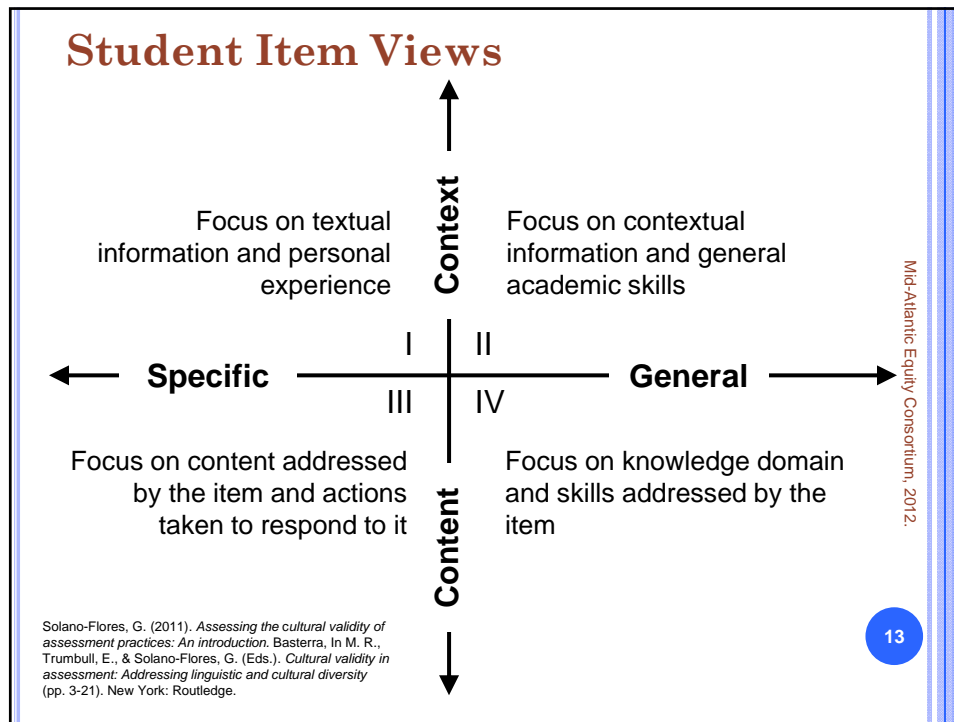 Student Item Views
Context
Focus on textual
information and personal
experience
Focus on contextual
information and general
academic skills
I
II
Specific
General
III
IV
Focus on content addressed
by the item and actions
taken to respond to it
Focus on knowledge domain
and skills addressed by the
item
Content
Mid-Atlantic Equity Consortium, 2012.
Solano-Flores, G. (2011). Assessing the cultural validity of
assessment practices: An introduction. Basterra, In M. R.,
Trumbull, E., & Solano-Flores, G. (Eds.). Cultural validity in
assessment: Addressing linguistic and cultural diversity
(pp. 3-21). New York: Routledge.
13